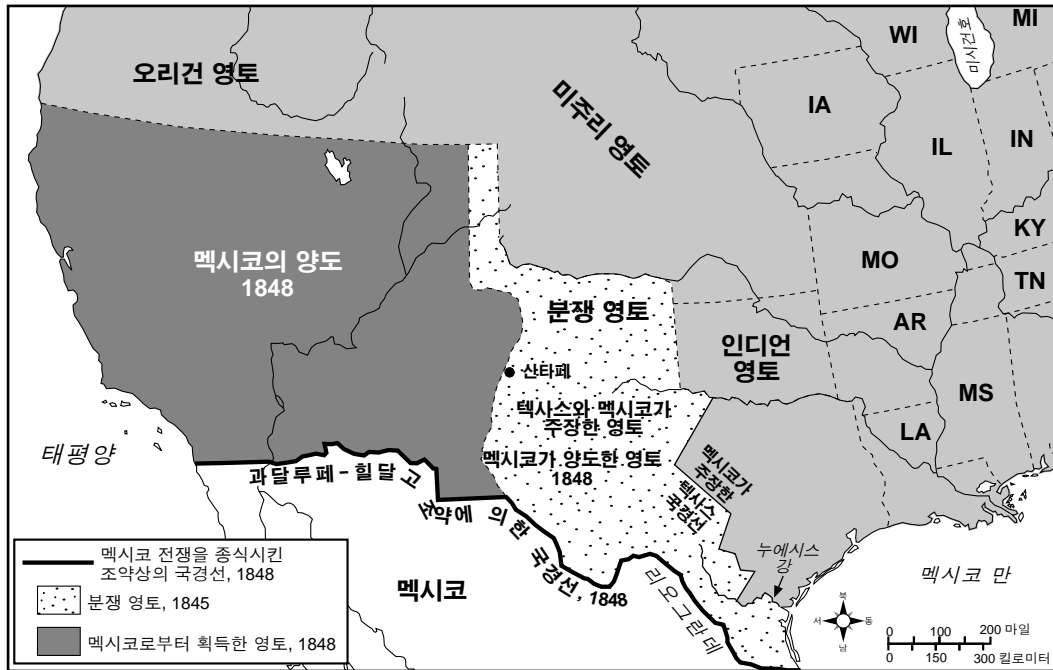 WI
MI
미시건호
오리건 영토
미주리 영토
IA
IL
IN
멕시코의 양도
1848
MO
KY
TN
분쟁 영토
AR
인디언
영토
산타페
MS
텍사스와 멕시코가
주장한 영토
LA
태평양
멕시코가 양도한 영토
1848
멕시코가
주장한
텍사스
국경선
과달루페-힐달고 조약에 의한 국경선, 1848
누에시스
강
멕시코
리오그란데
멕시코 만
멕시코 전쟁을 종식시킨
조약상의 국경선, 1848
분쟁 영토, 1845
멕시코로부터 획득한 영토, 1848
북
서
동
남
0 100 200 마일
0 150 300 킬로미터